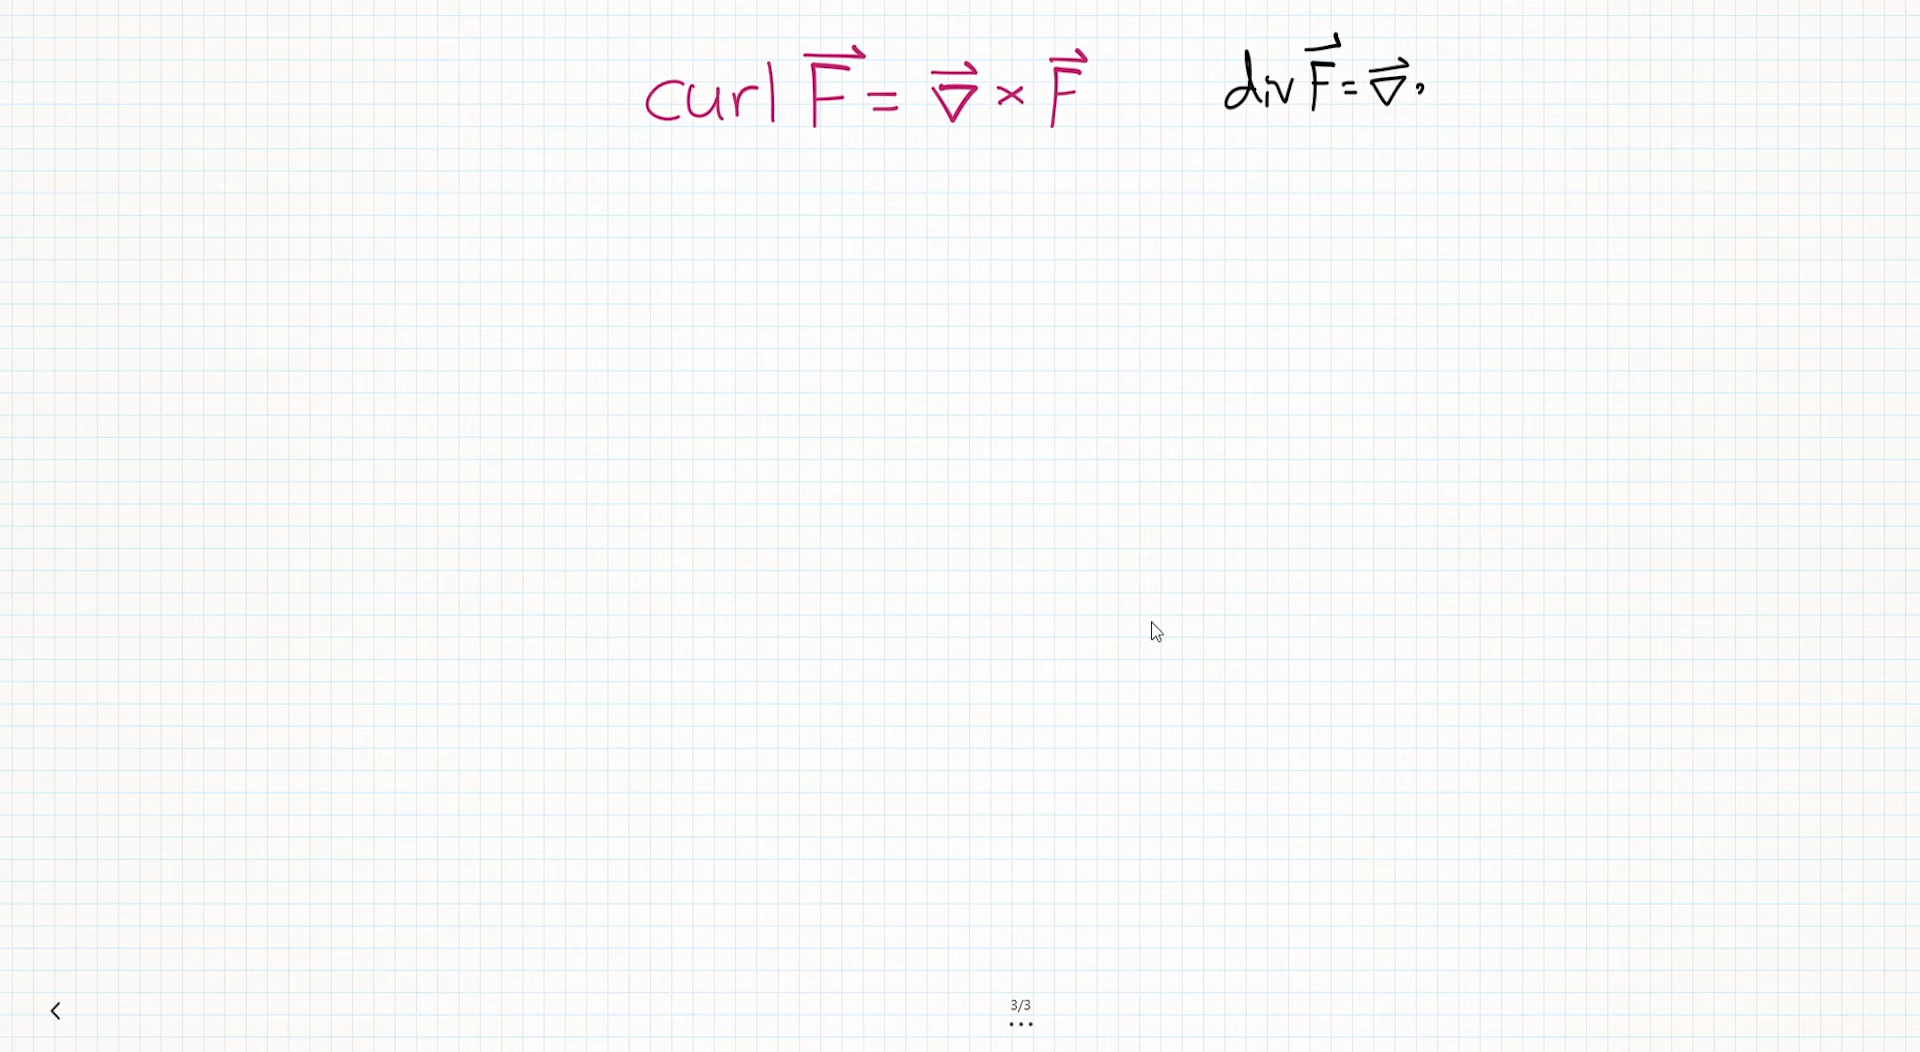 curl F⃗ = ∇⃗ × F⃗ div F⃗ = ∇⃗ ·
3/3